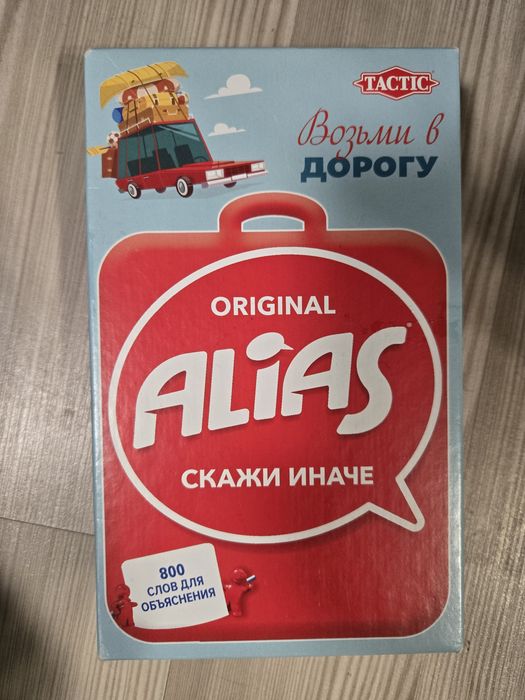 TACTIC
Возьми в
ДОРОГУ
ORIGINAL
ALiAS®
СКАЖИ ИНАЧЕ
800
СЛОВ ДЛЯ
ОБЪЯСНЕНИЯ